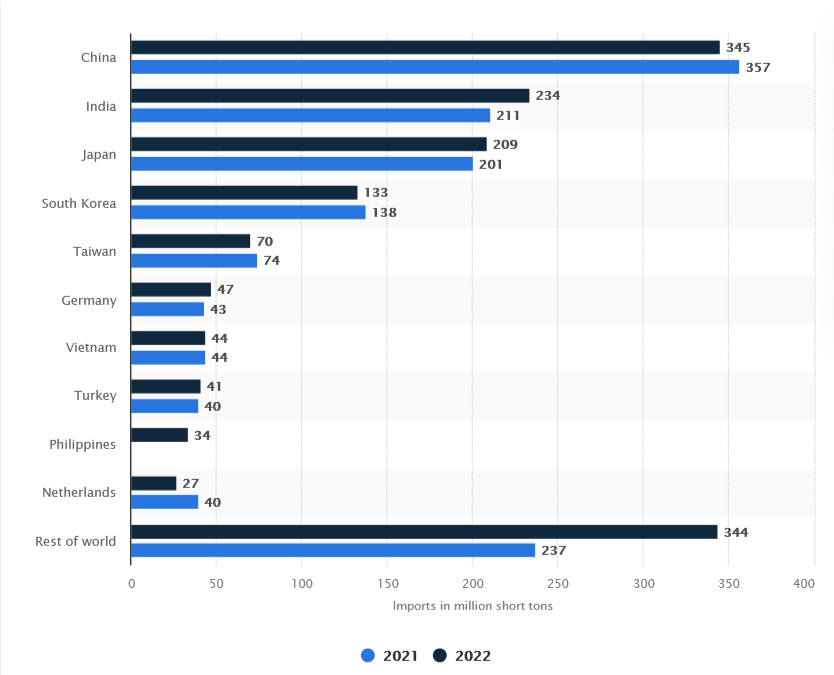 China 345
357
India 234
211
Japan 209
201
South Korea 133
138
Taiwan 70
74
Germany 47
43
Vietnam 44
44
Turkey 41
40
Philippines 34
Netherlands 27
40
Rest of world 344
237
0 50 100 150 200 250 300 350 400
Imports in million short tons
2021 2022